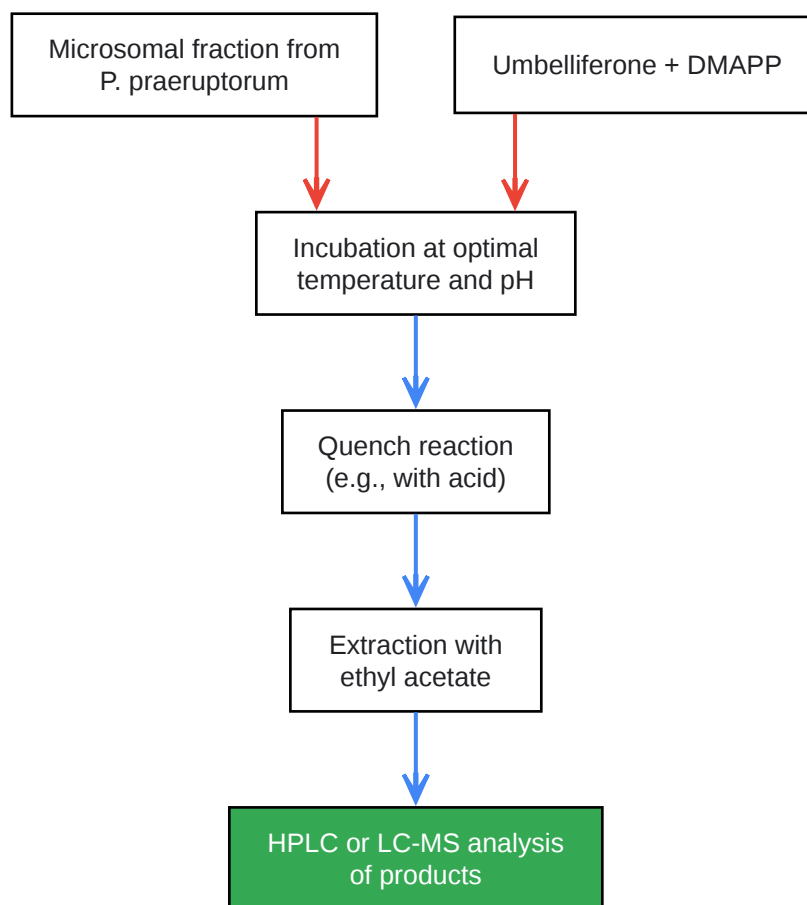 Microsomal fraction from
P. praeruptorum
Umbelliferone + DMAPP
Incubation at optimal
temperature and pH
Quench reaction
(e.g., with acid)
Extraction with
ethyl acetate
HPLC or LC-MS analysis
of products